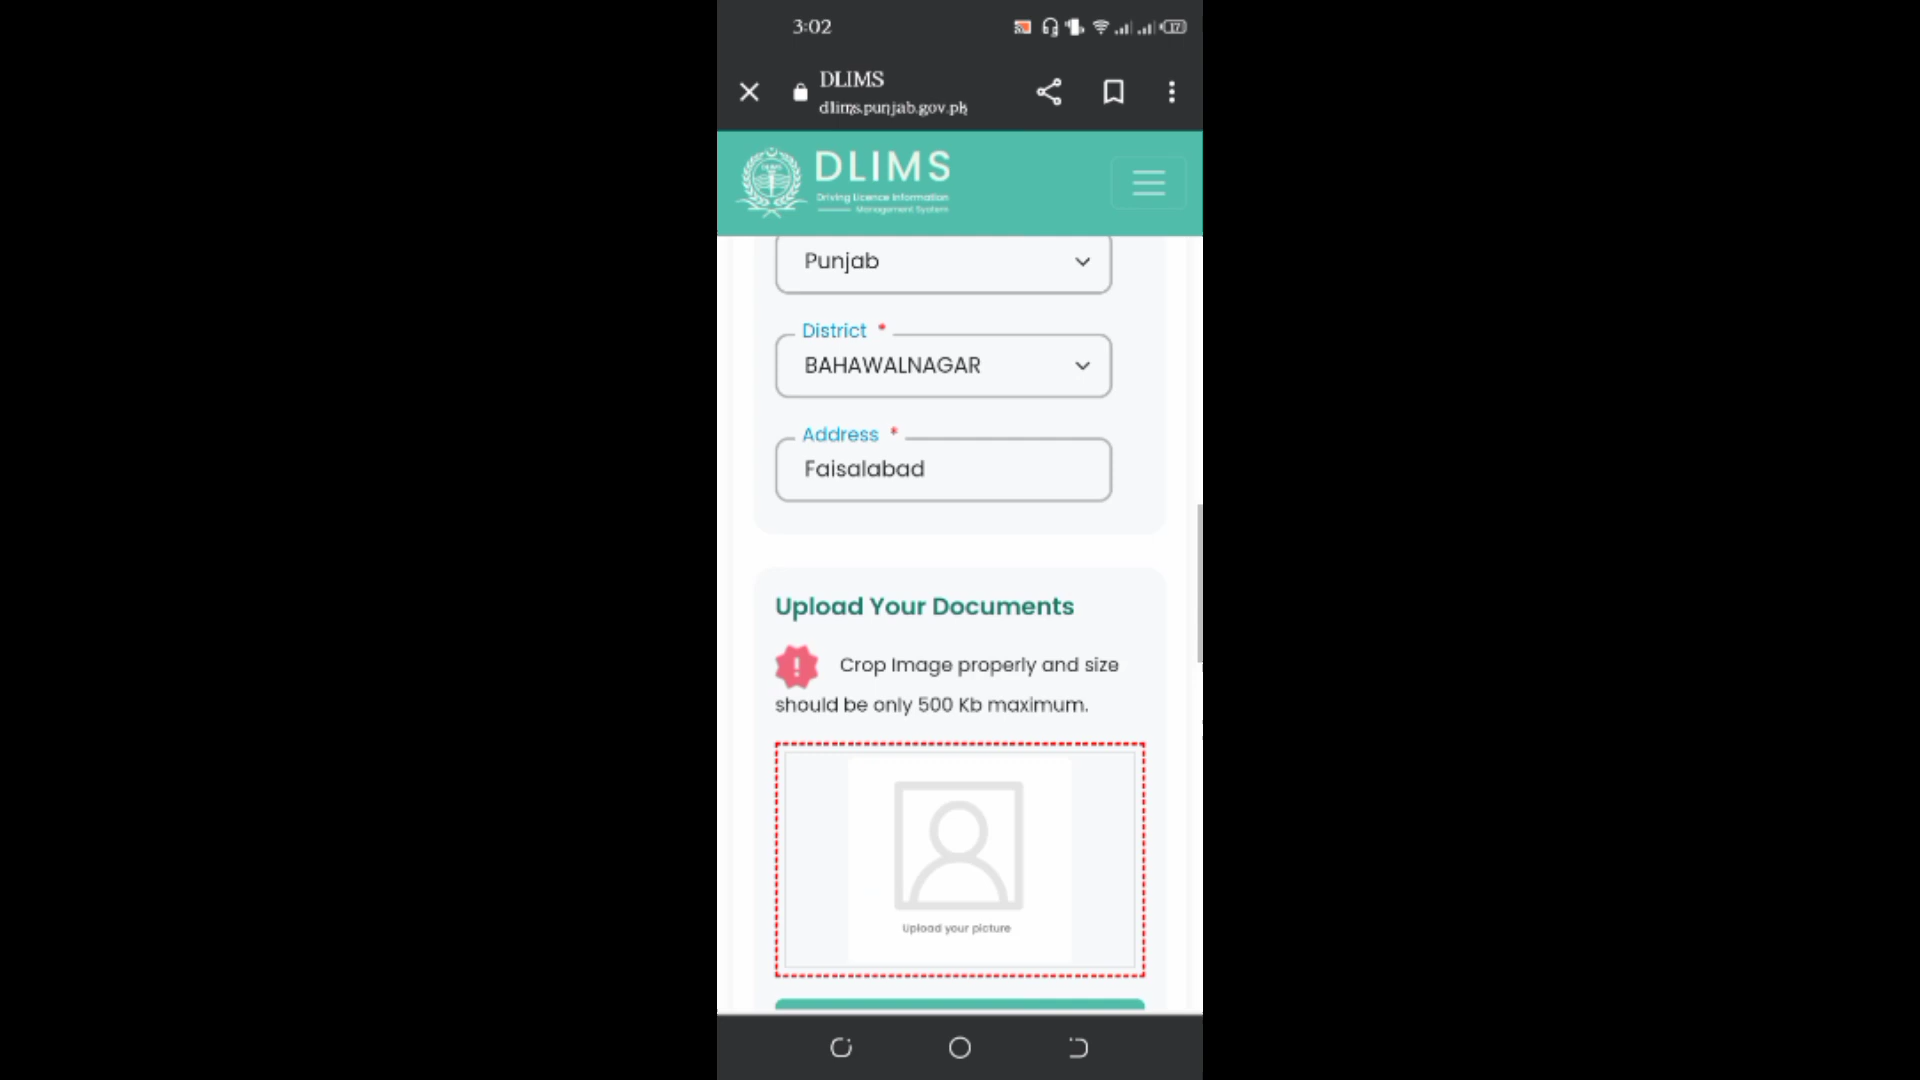 3:02
17
DLIMS
dlims.punjab.gov.pk
DLIMS
Driving Licence Information
Management System
Punjab
District *
BAHAWALNAGAR
Address *
Faisalabad
Upload Your Documents
! Crop Image properly and size
should be only 500 Kb maximum.
Upload your picture